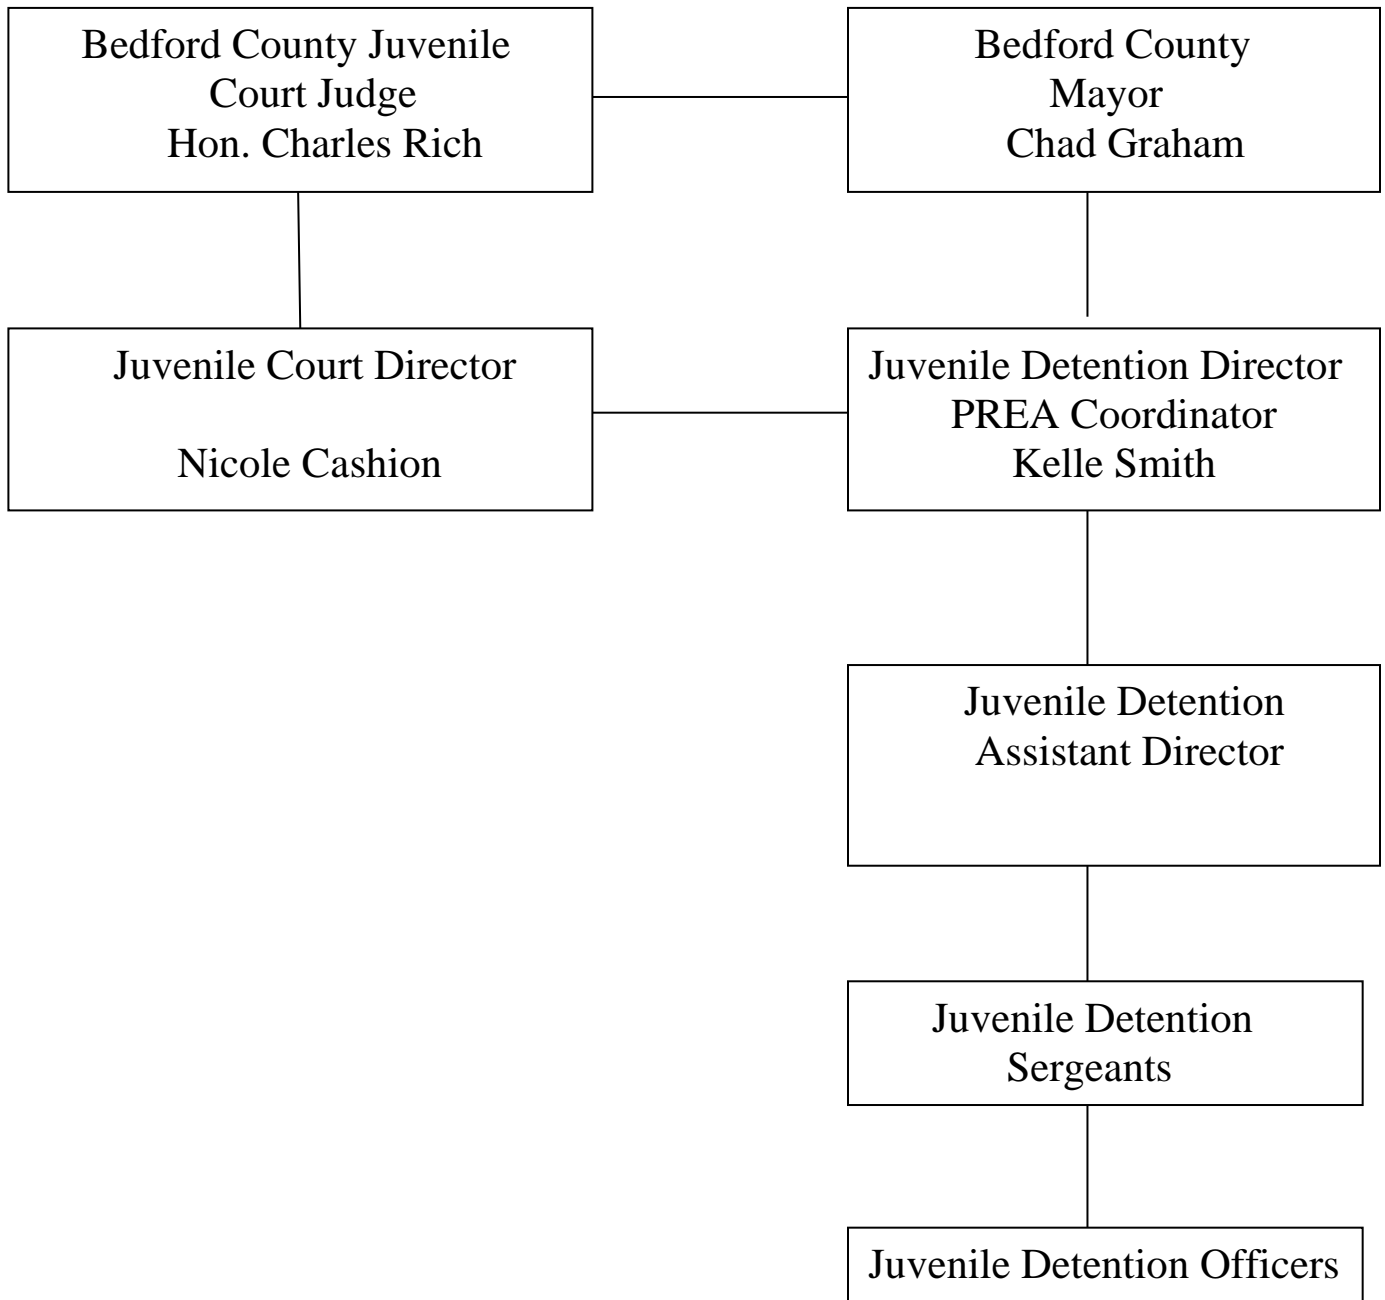 Bedford County Juvenile
Court Judge
Hon. Charles Rich
Bedford County
Mayor
Chad Graham
Juvenile Court Director
Nicole Cashion
Juvenile Detention Director
PREA Coordinator
Kelle Smith
Juvenile Detention
Assistant Director
Juvenile Detention
Sergeants
Juvenile Detention Officers